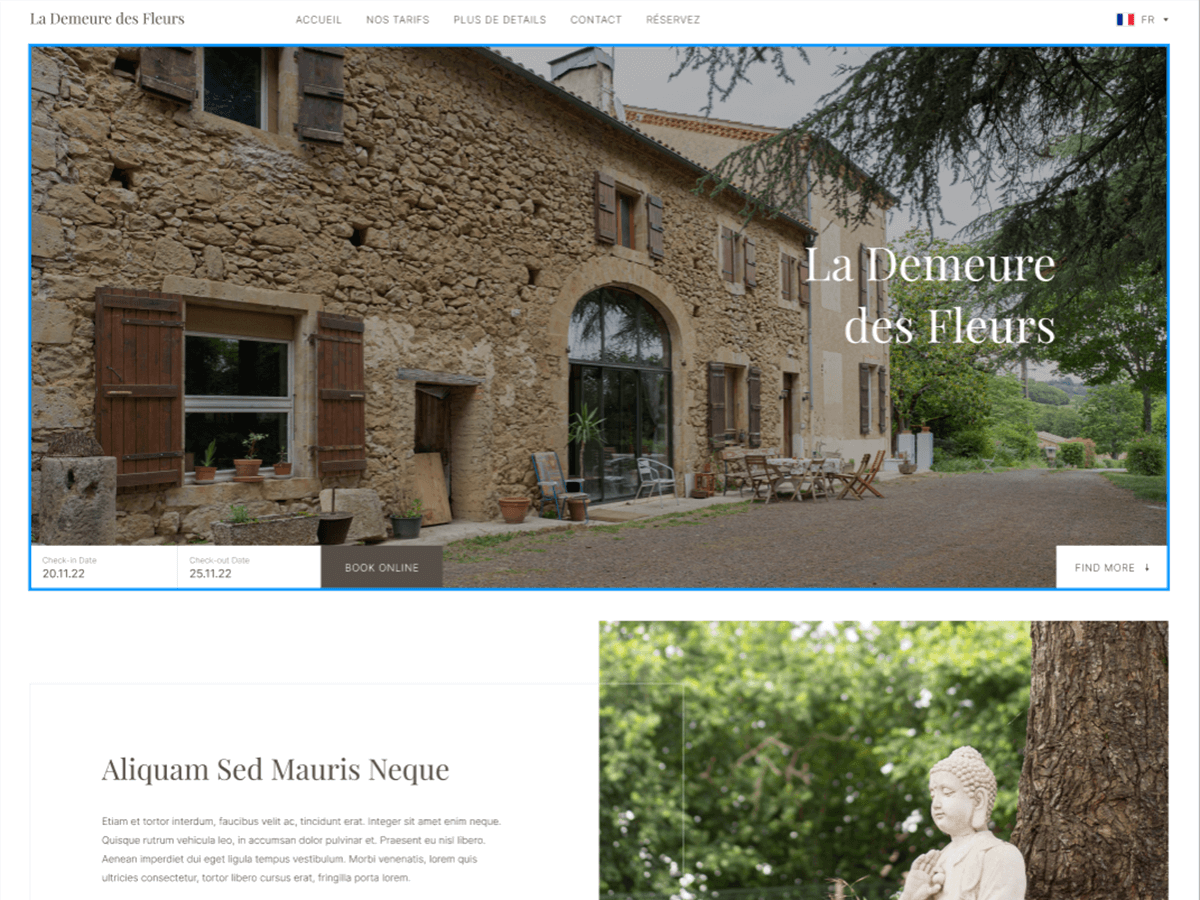 La Demeure des Fleurs
ACCUEIL
NOS TARIFS
PLUS DE DETAILS
CONTACT
RÉSERVEZ
FR
La Demeure
des Fleurs
Check-in Date
20.11.22
Check-out Date
25.11.22
BOOK ONLINE
FIND MORE ↓
Aliquam Sed Mauris Neque
Etiam et tortor interdum, faucibus velit ac, tincidunt erat. Integer sit amet enim neque.
Quisque rutrum vehicula leo, in accumsan dolor pulvinar et. Praesent eu nisl libero.
Aenean imperdiet dui eget ligula tempus vestibulum. Morbi venenatis, lorem quis
ultricies consectetur, tortor libero cursus erat, fringilla porta lorem.